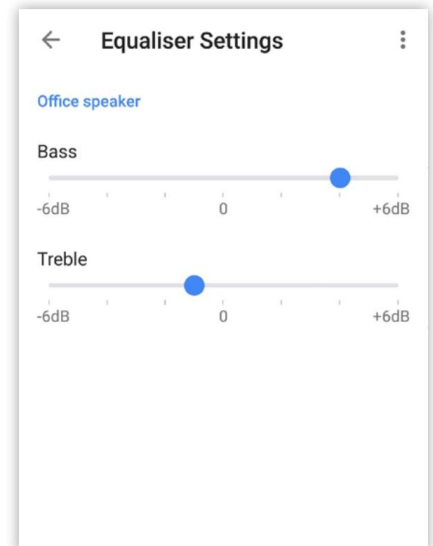 Equaliser Settings
Office speaker
Bass
-6dB 0 +6dB
Treble
-6dB 0 +6dB